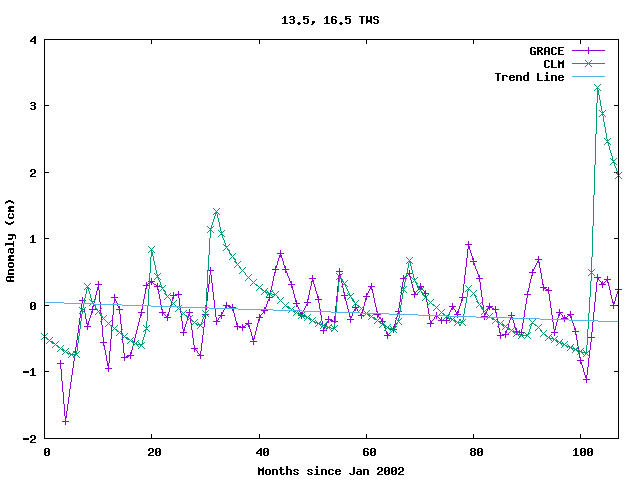 13.5, 16.5 TWS
GRACE
CLM
Trend Line
4
3
2
1
0
-1
-2
Anomaly (cm)
0 20 40 60 80 100
Months since Jan 2002